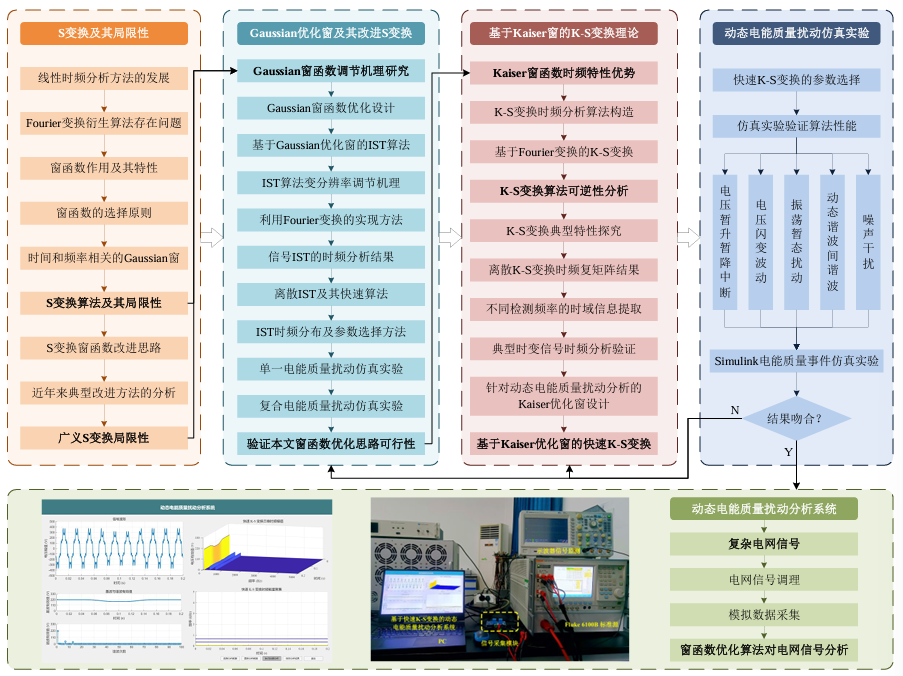 S变换及其局限性
线性时频分析方法的发展
Fourier变换衍生算法存在问题
窗函数作用及其特性
窗函数的选择原则
时间和频率相关的Gaussian窗
S变换算法及其局限性
S变换窗函数改进思路
近年来典型改进方法的分析
广义S变换局限性
Gaussian优化窗及其改进S变换
Gaussian窗函数调节机理研究
Gaussian窗函数优化设计
基于Gaussian优化窗的IST算法
IST算法变分辨率调节机理
利用Fourier变换的实现方法
信号IST的时频分析结果
离散IST及其快速算法
IST时频分布及参数选择方法
单一电能质量扰动仿真实验
复合电能质量扰动仿真实验
验证本文窗函数优化思路可行性
基于Kaiser窗的K-S变换理论
Kaiser窗函数时频特性优势
K-S变换时频分析算法构造
基于Fourier变换的K-S变换
K-S变换算法可逆性分析
K-S变换典型特性探究
离散K-S变换时频复矩阵结果
不同检测频率的时域信息提取
典型时变信号时频分析验证
针对动态电能质量扰动分析的
Kaiser优化窗设计
基于Kaiser优化窗的快速K-S变换
动态电能质量扰动仿真实验
快速K-S变换的参数选择
仿真实验验证算法性能
电压暂升暂降中断
电压闪变波动
振荡暂态扰动
动态谐波间谐波
噪声干扰
Simulink电能质量事件仿真实验
结果吻合？
N
Y
动态电能质量扰动分析系统
基于快速K-S变换的动态
电能质量扰动分析系统
PC
信号采集模块
Fluke 6100B 标准源
动态电能质量扰动分析系统
复杂电网信号
电网信号调理
模拟数据采集
窗函数优化算法对电网信号分析